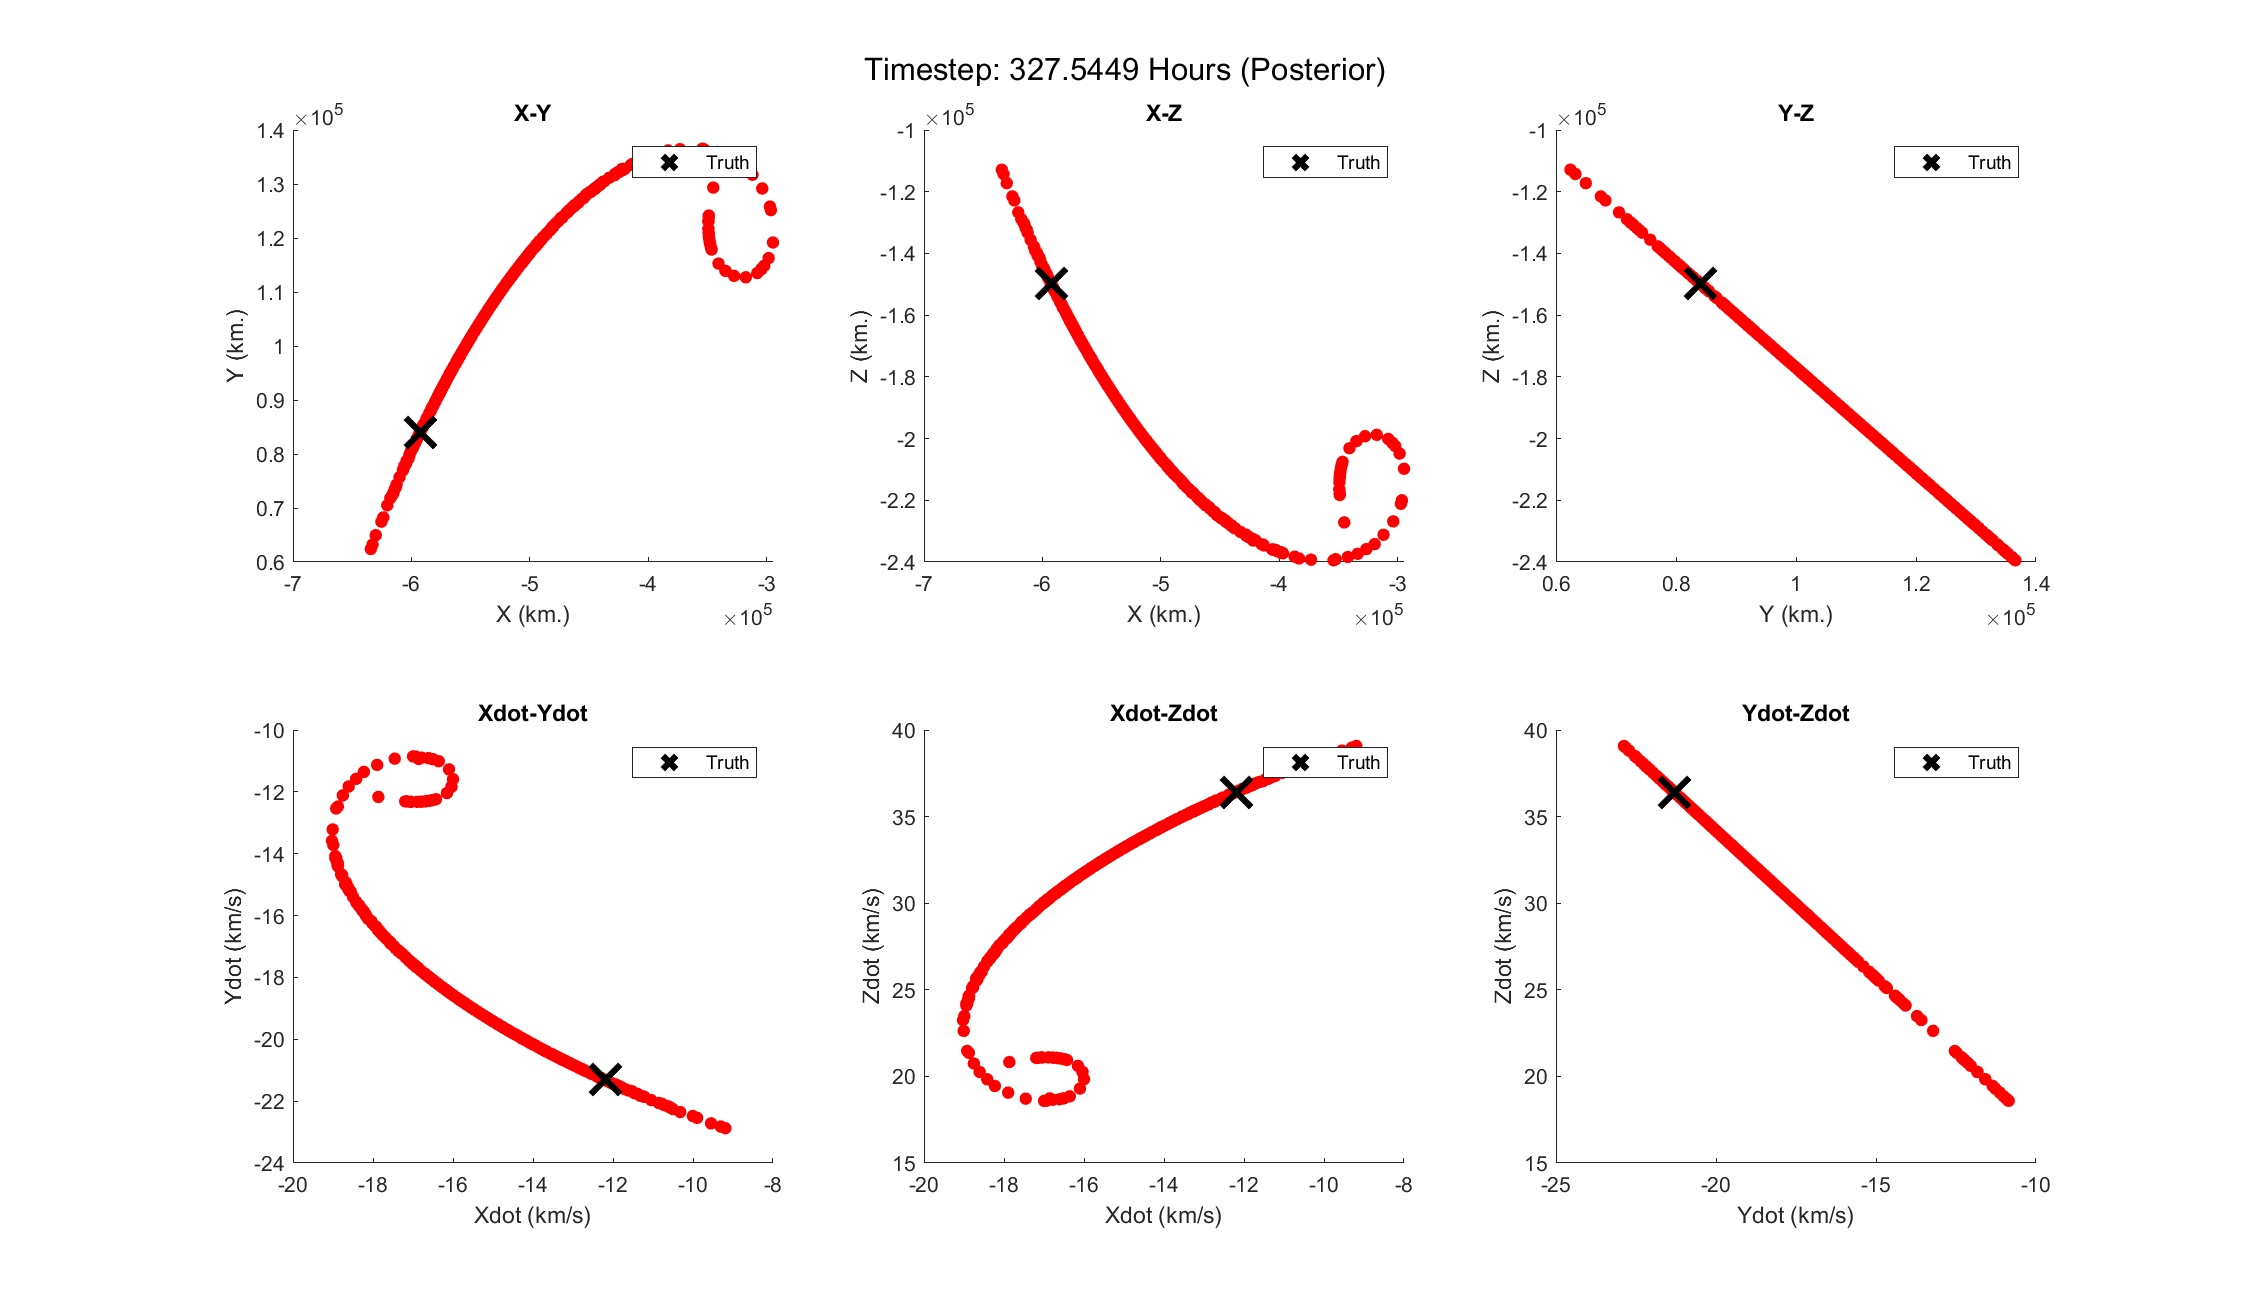 Timestep: 327.5449 Hours (Posterior)
X-Y
×10^5
1.4
1.3
1.2
1.1
1
0.9
0.8
0.7
0.6
Y (km.)
-7 -6 -5 -4 -3
×10^5
X (km.)
Truth
X-Z
×10^5
-1
-1.2
-1.4
-1.6
-1.8
-2
-2.2
-2.4
Z (km.)
-7 -6 -5 -4 -3
×10^5
X (km.)
Truth
Y-Z
×10^5
-1
-1.2
-1.4
-1.6
-1.8
-2
-2.2
-2.4
Z (km.)
0.6 0.8 1 1.2 1.4
×10^5
Y (km.)
Truth
Xdot-Ydot
-10
-12
-14
-16
-18
-20
-22
-24
Ydot (km/s)
-20 -18 -16 -14 -12 -10 -8
Xdot (km/s)
Truth
Xdot-Zdot
40
35
30
25
20
15
Zdot (km/s)
-20 -18 -16 -14 -12 -10 -8
Xdot (km/s)
Truth
Ydot-Zdot
40
35
30
25
20
15
Zdot (km/s)
-25 -20 -15 -10
Ydot (km/s)
Truth